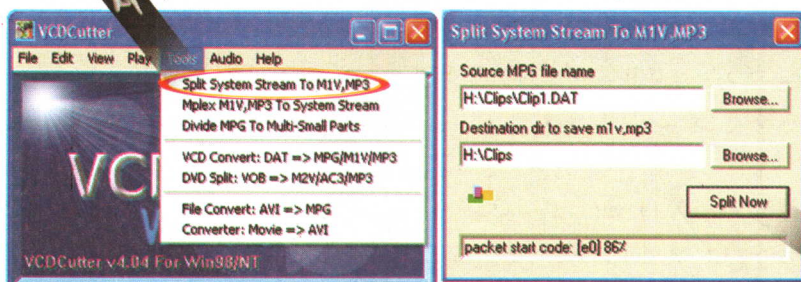 VCDCutter
File Edit View Play Tools Audio Help
Split System Stream To M1V,MP3
Mplex M1V,MP3 To System Stream
Divide MPG To Multi-Small Parts
VCD Convert: DAT => MPG/M1V/MP3
DVD Split: VOB => M2V/AC3/MP3
File Convert: AVI => MPG
Converter: Movie => AVI
VCDCutter v4.04 For Win98/NT
Split System Stream To M1V,MP3
Source MPG file name
H:\Clips\Clip1.DAT Browse...
Destination dir to save m1v,mp3
H:\Clips Browse...
Split Now
packet start code: [e0] 86%